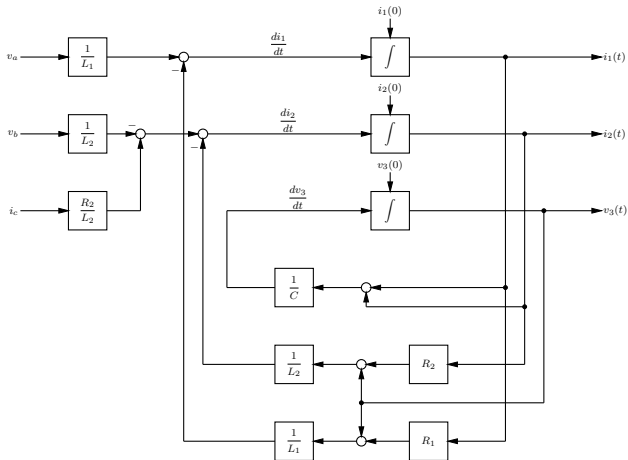 i₁(0)
vₐ
1/L₁
−
di₁/dt
∫
i₁(t)
i₂(0)
v_b
1/L₂
−
−
di₂/dt
∫
i₂(t)
v₃(0)
i_c
R₂/L₂
dv₃/dt
∫
v₃(t)
1/C
1/L₂
R₂
1/L₁
R₁